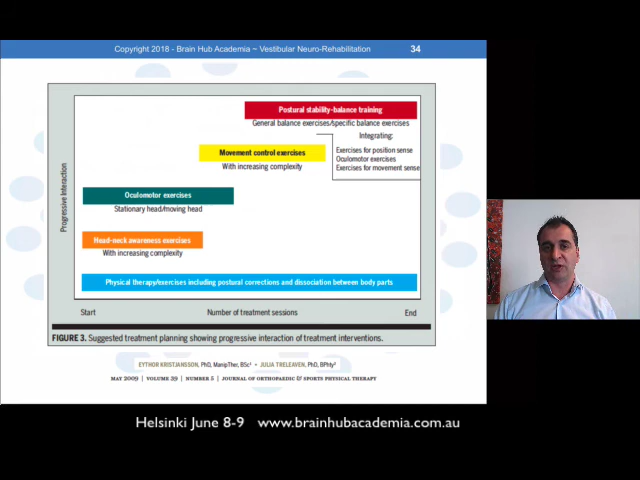 Copyright 2018 - Brain Hub Academia ~ Vestibular Neuro-Rehabilitation
34
Postural stability-balance training
General balance exercises/specific balance exercises
Integrating:
Exercises for position sense
Oculomotor exercises
Exercises for movement sense
Movement control exercises
With increasing complexity
Oculomotor exercises
Stationary head/moving head
Head-neck awareness exercises
With increasing complexity
Physical therapy/exercises including postural corrections and dissociation between body parts
Progressive Interaction
Start
Number of treatment sessions
End
FIGURE 3. Suggested treatment planning showing progressive interaction of treatment interventions.
EYTHOR KRISTJANSSON, PhD, ManipTher, BSc¹ • JULIA TRELEAVEN, PhD, BPhty²
MAY 2009 | VOLUME 39 | NUMBER 5 | JOURNAL OF ORTHOPAEDIC & SPORTS PHYSICAL THERAPY
Helsinki June 8-9 www.brainhubacademia.com.au